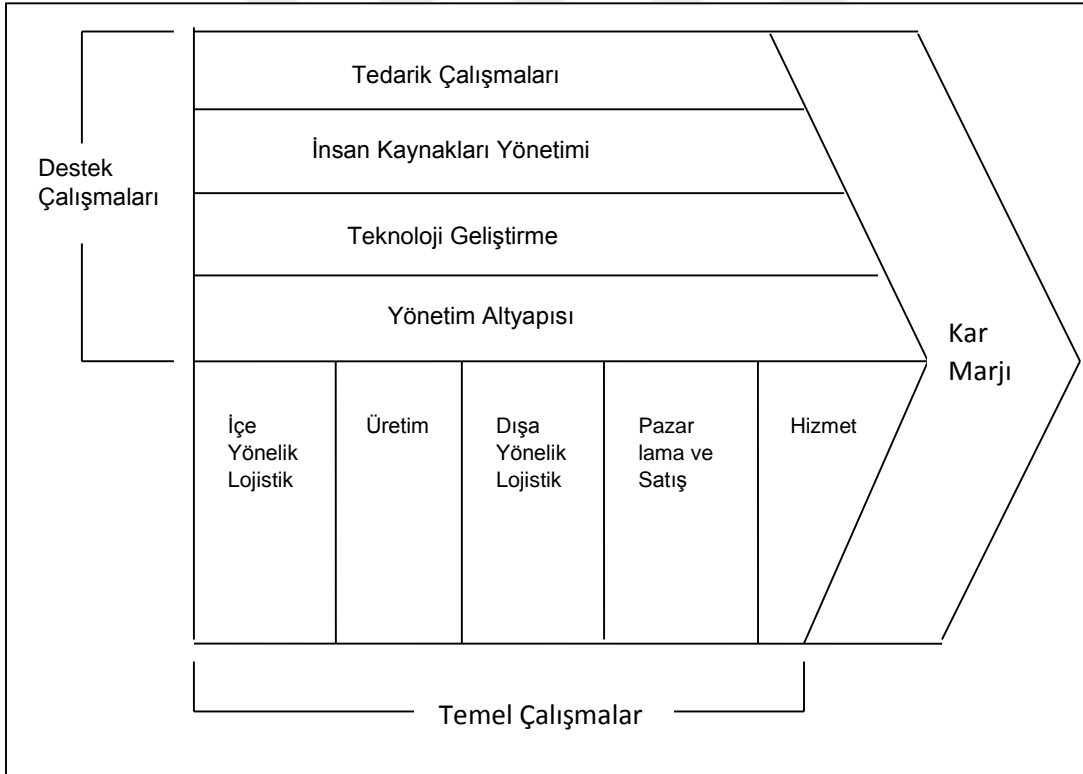 Tedarik Çalışmaları
İnsan Kaynakları Yönetimi
Destek
Çalışmaları
Teknoloji Geliştirme
Yönetim Altyapısı
Kar
Marjı
İçe
Yönelik
Lojistik
Üretim
Dışa
Yönelik
Lojistik
Pazar
lama ve
Satış
Hizmet
Temel Çalışmalar